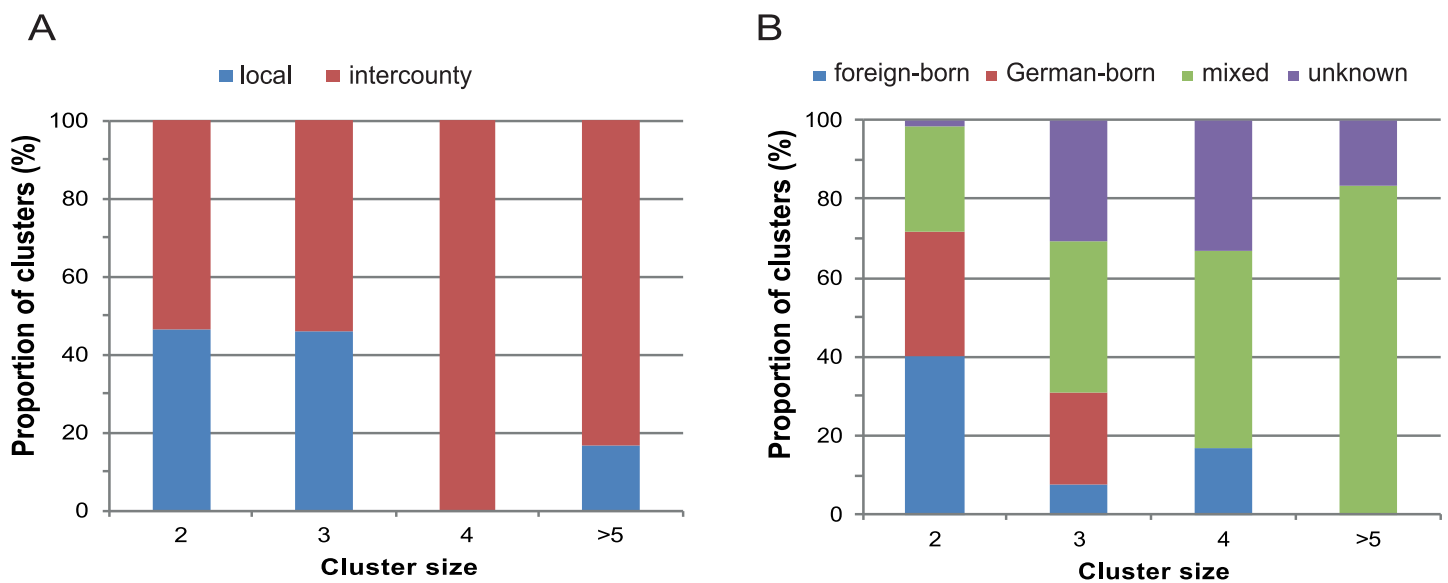 A
local intercounty
Proportion of clusters (%)
100
80
60
40
20
0
2 3 4 >5
Cluster size
B
foreign-born German-born mixed unknown
Proportion of clusters (%)
100
80
60
40
20
0
2 3 4 >5
Cluster size